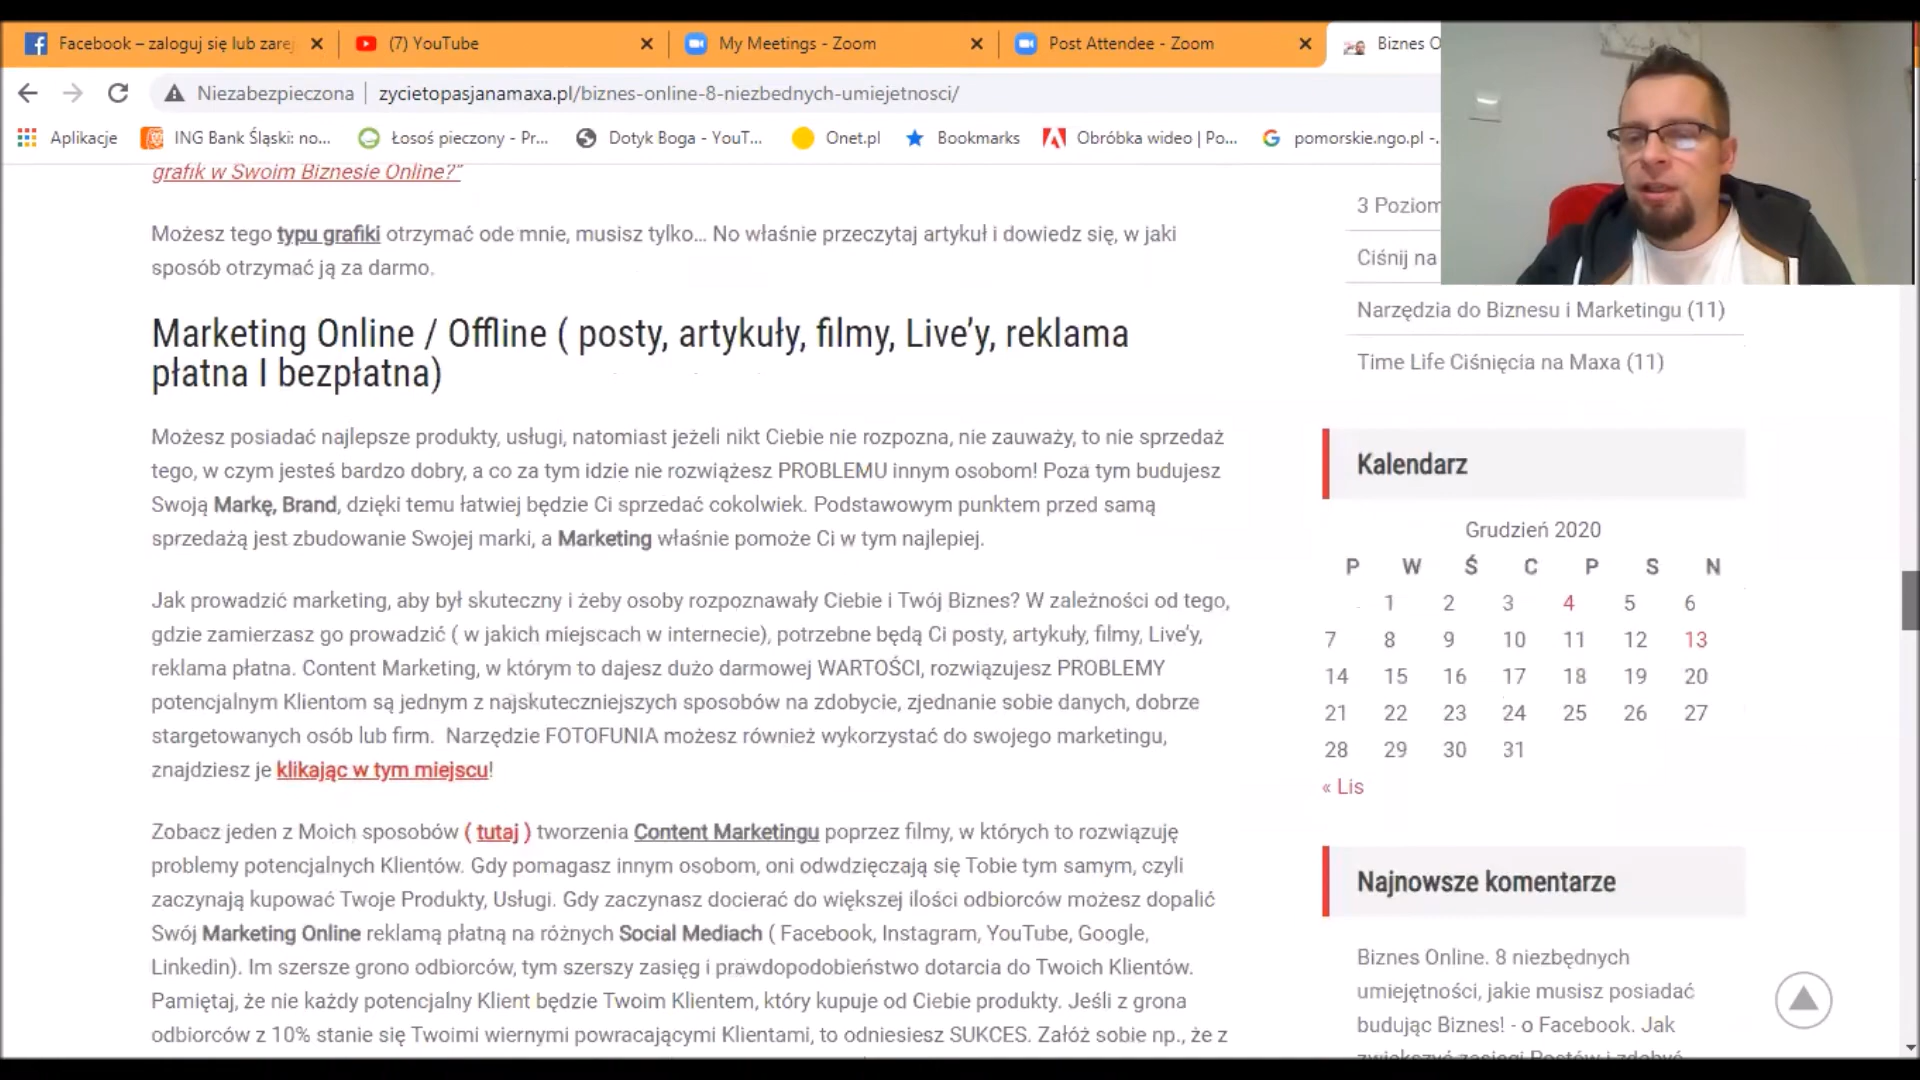 Facebook – zaloguj się lub zare
(7) YouTube
My Meetings - Zoom
Post Attendee - Zoom
Biznes O
Niezabezpieczona
zycietopasjanamaxa.pl/biznes-online-8-niezbednych-umiejetnosci/
Aplikacje
ING Bank Śląski: no...
Łosoś pieczony - Pr...
Dotyk Boga - YouT...
Onet.pl
Bookmarks
Obróbka wideo | Po...
pomorskie.ngo.pl -
grafik w Swoim Biznesie Online?"
Możesz tego typu grafiki otrzymać ode mnie, musisz tylko… No właśnie przeczytaj artykuł i dowiedz się, w jaki
sposób otrzymać ją za darmo.
Marketing Online / Offline ( posty, artykuły, filmy, Live'y, reklama
płatna I bezpłatna)
Możesz posiadać najlepsze produkty, usługi, natomiast jeżeli nikt Ciebie nie rozpozna, nie zauważy, to nie sprzedaż
tego, w czym jesteś bardzo dobry, a co za tym idzie nie rozwiążesz PROBLEMU innym osobom! Poza tym budujesz
Swoją Markę, Brand, dzięki temu łatwiej będzie Ci sprzedać cokolwiek. Podstawowym punktem przed samą
sprzedażą jest zbudowanie Swojej marki, a Marketing właśnie pomoże Ci w tym najlepiej.
Jak prowadzić marketing, aby był skuteczny i żeby osoby rozpoznawały Ciebie i Twój Biznes? W zależności od tego,
gdzie zamierzasz go prowadzić ( w jakich miejscach w internecie), potrzebne będą Ci posty, artykuły, filmy, Live'y,
reklama płatna. Content Marketing, w którym to dajesz dużo darmowej WARTOŚCI, rozwiązujesz PROBLEMY
potencjalnym Klientom są jednym z najskuteczniejszych sposobów na zdobycie, zjednanie sobie danych, dobrze
stargetowanych osób lub firm. Narzędzie FOTOFUNIA możesz również wykorzystać do swojego marketingu,
znajdziesz je klikając w tym miejscu!
Zobacz jeden z Moich sposobów ( tutaj ) tworzenia Content Marketingu poprzez filmy, w których to rozwiązuję
problemy potencjalnych Klientów. Gdy pomagasz innym osobom, oni odwdzięczają się Tobie tym samym, czyli
zaczynają kupować Twoje Produkty, Usługi. Gdy zaczynasz docierać do większej ilości odbiorców możesz dopalić
Swój Marketing Online reklamą płatną na różnych Social Mediach ( Facebook, Instagram, YouTube, Google,
Linkedin). Im szersze grono odbiorców, tym szerszy zasięg i prawdopodobieństwo dotarcia do Twoich Klientów.
Pamiętaj, że nie każdy potencjalny Klient będzie Twoim Klientem, który kupuje od Ciebie produkty. Jeśli z grona
odbiorców z 10% stanie się Twoimi wiernymi powracającymi Klientami, to odniesiesz SUKCES. Załóż sobie np., że z
3 Poziom
Ciśnij na
Narzędzia do Biznesu i Marketingu (11)
Time Life Ciśnięcia na Maxa (11)
Kalendarz
Grudzień 2020
P W Ś C P S N
1 2 3 4 5 6
7 8 9 10 11 12 13
14 15 16 17 18 19 20
21 22 23 24 25 26 27
28 29 30 31
« Lis
Najnowsze komentarze
Biznes Online. 8 niezbędnych
umiejętności, jakie musisz posiadać
budując Biznes! - o Facebook. Jak
zwiększyć zasięgi Postów i zdobyć